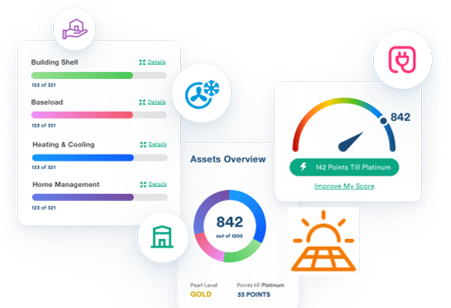 Building Shell
Details
123 of 321
Baseload
Details
123 of 321
Heating & Cooling
Details
123 of 321
Home Management
Details
123 of 321
Assets Overview
842
out of 1200
Pearl Level
GOLD
Points till Platinum
33 POINTS
842
142 Points Till Platinum
Improve My Score